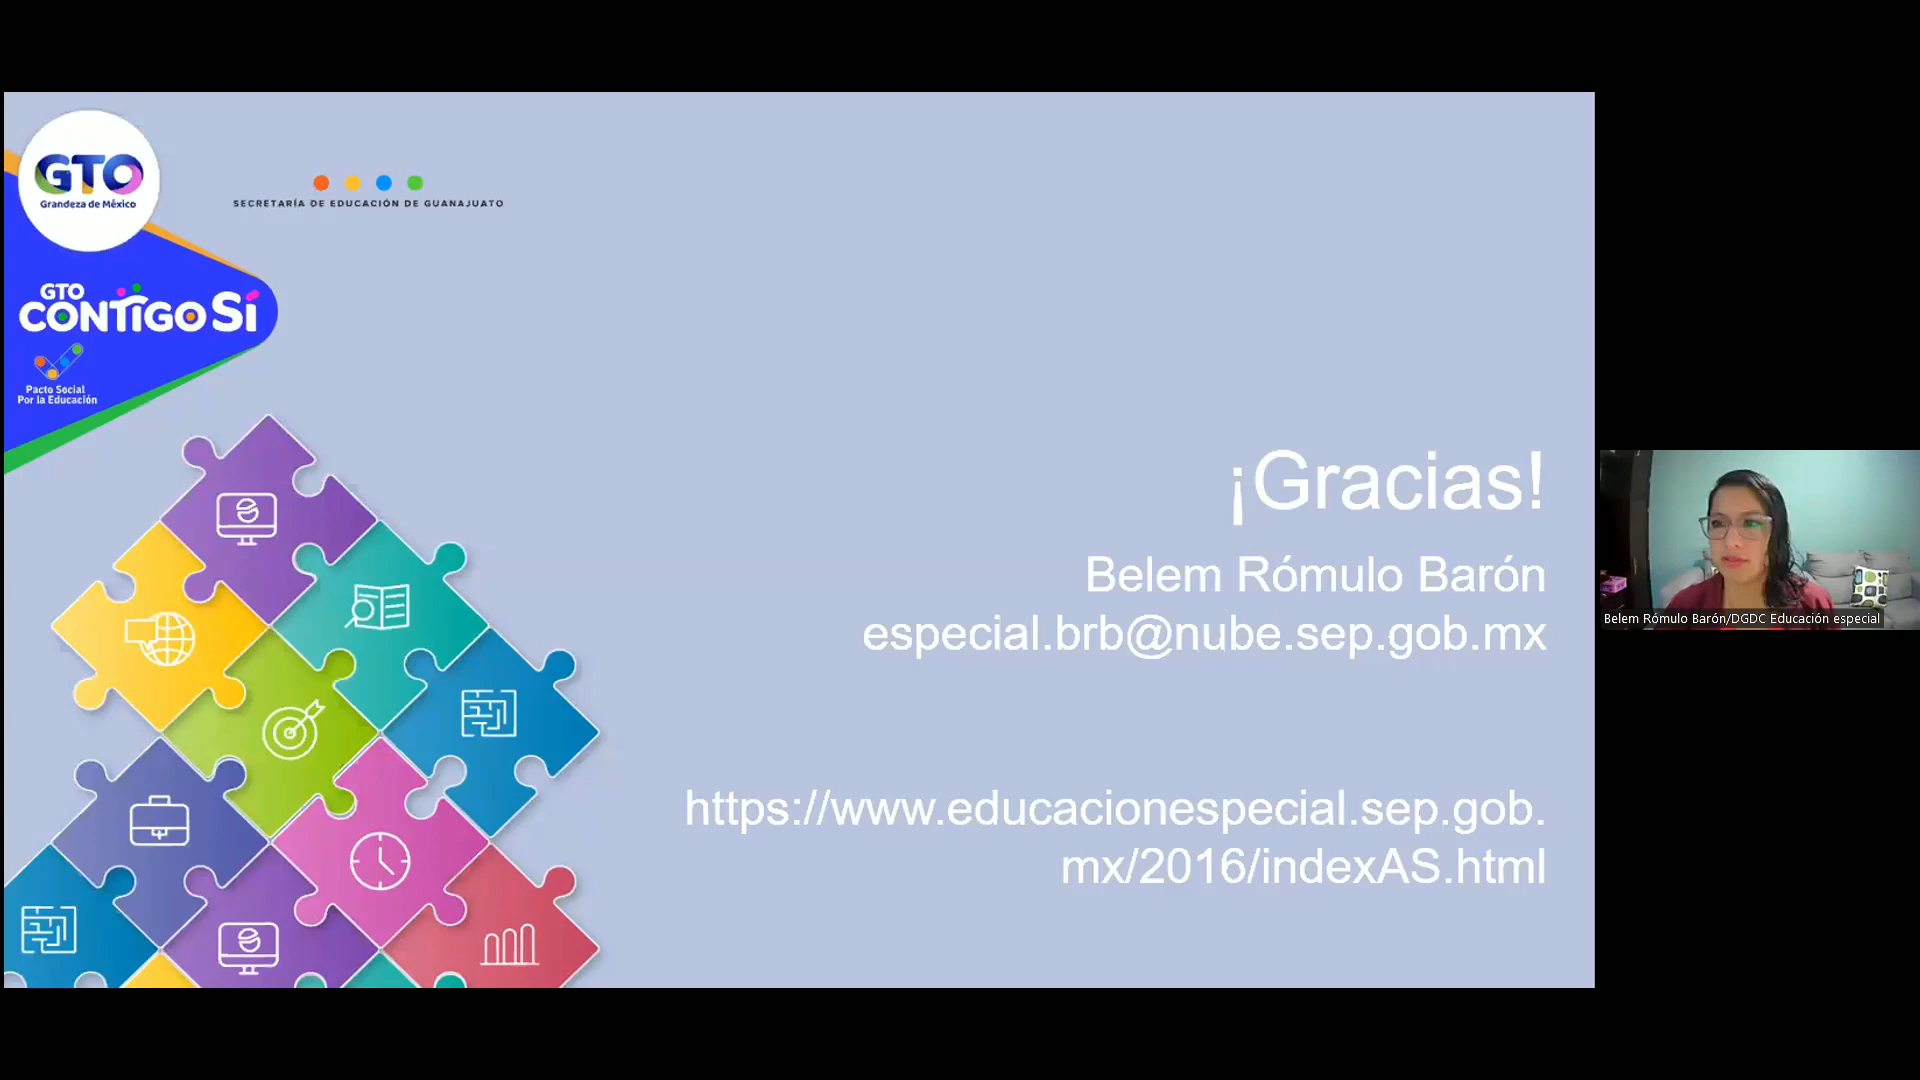 GTO
Grandeza de México
SECRETARÍA DE EDUCACIÓN DE GUANAJUATO
GTO
CONTIGO Sí
Pacto Social
Por la Educación
¡Gracias!
Belem Rómulo Barón
especial.brb@nube.sep.gob.mx
https://www.educacionespecial.sep.gob.
mx/2016/indexAS.html
Belem Rómulo Barón/DGDC Educación especial